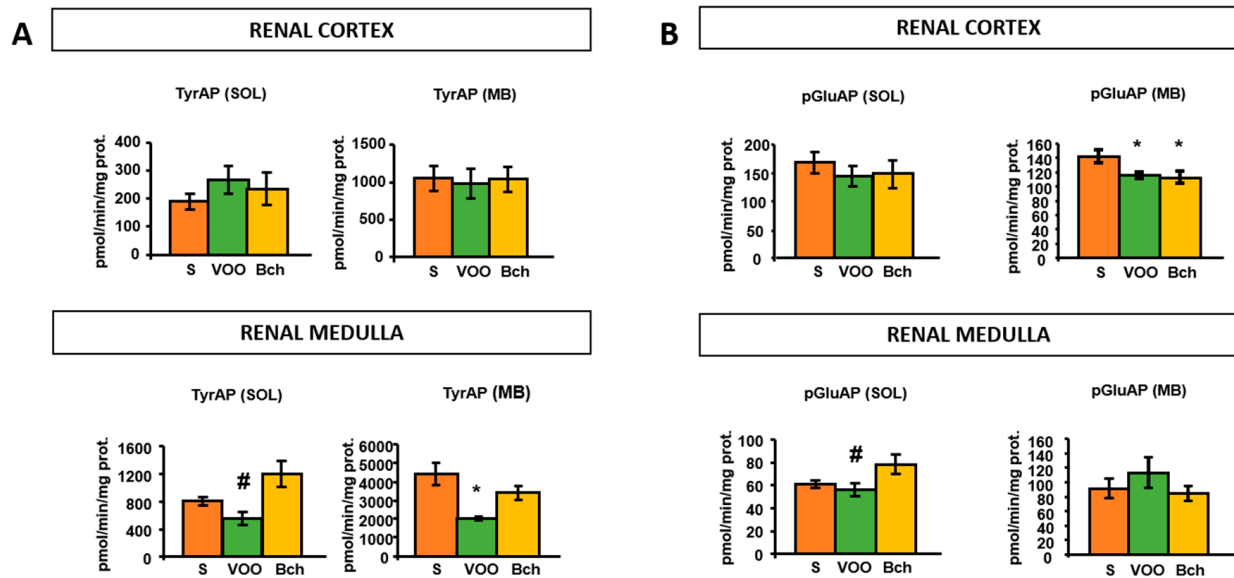 A
RENAL CORTEX
TyrAP (SOL)
pmol/min/mg prot.
400
300
200
100
0
S VOO Bch
TyrAP (MB)
pmol/min/mg prot.
1500
1000
500
0
S VOO Bch
RENAL MEDULLA
TyrAP (SOL)
pmol/min/mg prot.
1600
1200
800
400
0
#
S VOO Bch
TyrAP (MB)
pmol/min/mg prot.
6000
5000
4000
3000
2000
1000
0
*
S VOO Bch
B
RENAL CORTEX
pGluAP (SOL)
pmol/min/mg prot.
200
150
100
50
0
S VOO Bch
pGluAP (MB)
pmol/min/mg prot.
160
140
120
100
80
60
40
20
0
* *
S VOO Bch
RENAL MEDULLA
pGluAP (SOL)
pmol/min/mg prot.
100
80
60
40
20
0
#
S VOO Bch
pGluAP (MB)
pmol/min/mg prot.
160
140
120
100
80
60
40
20
0
S VOO Bch